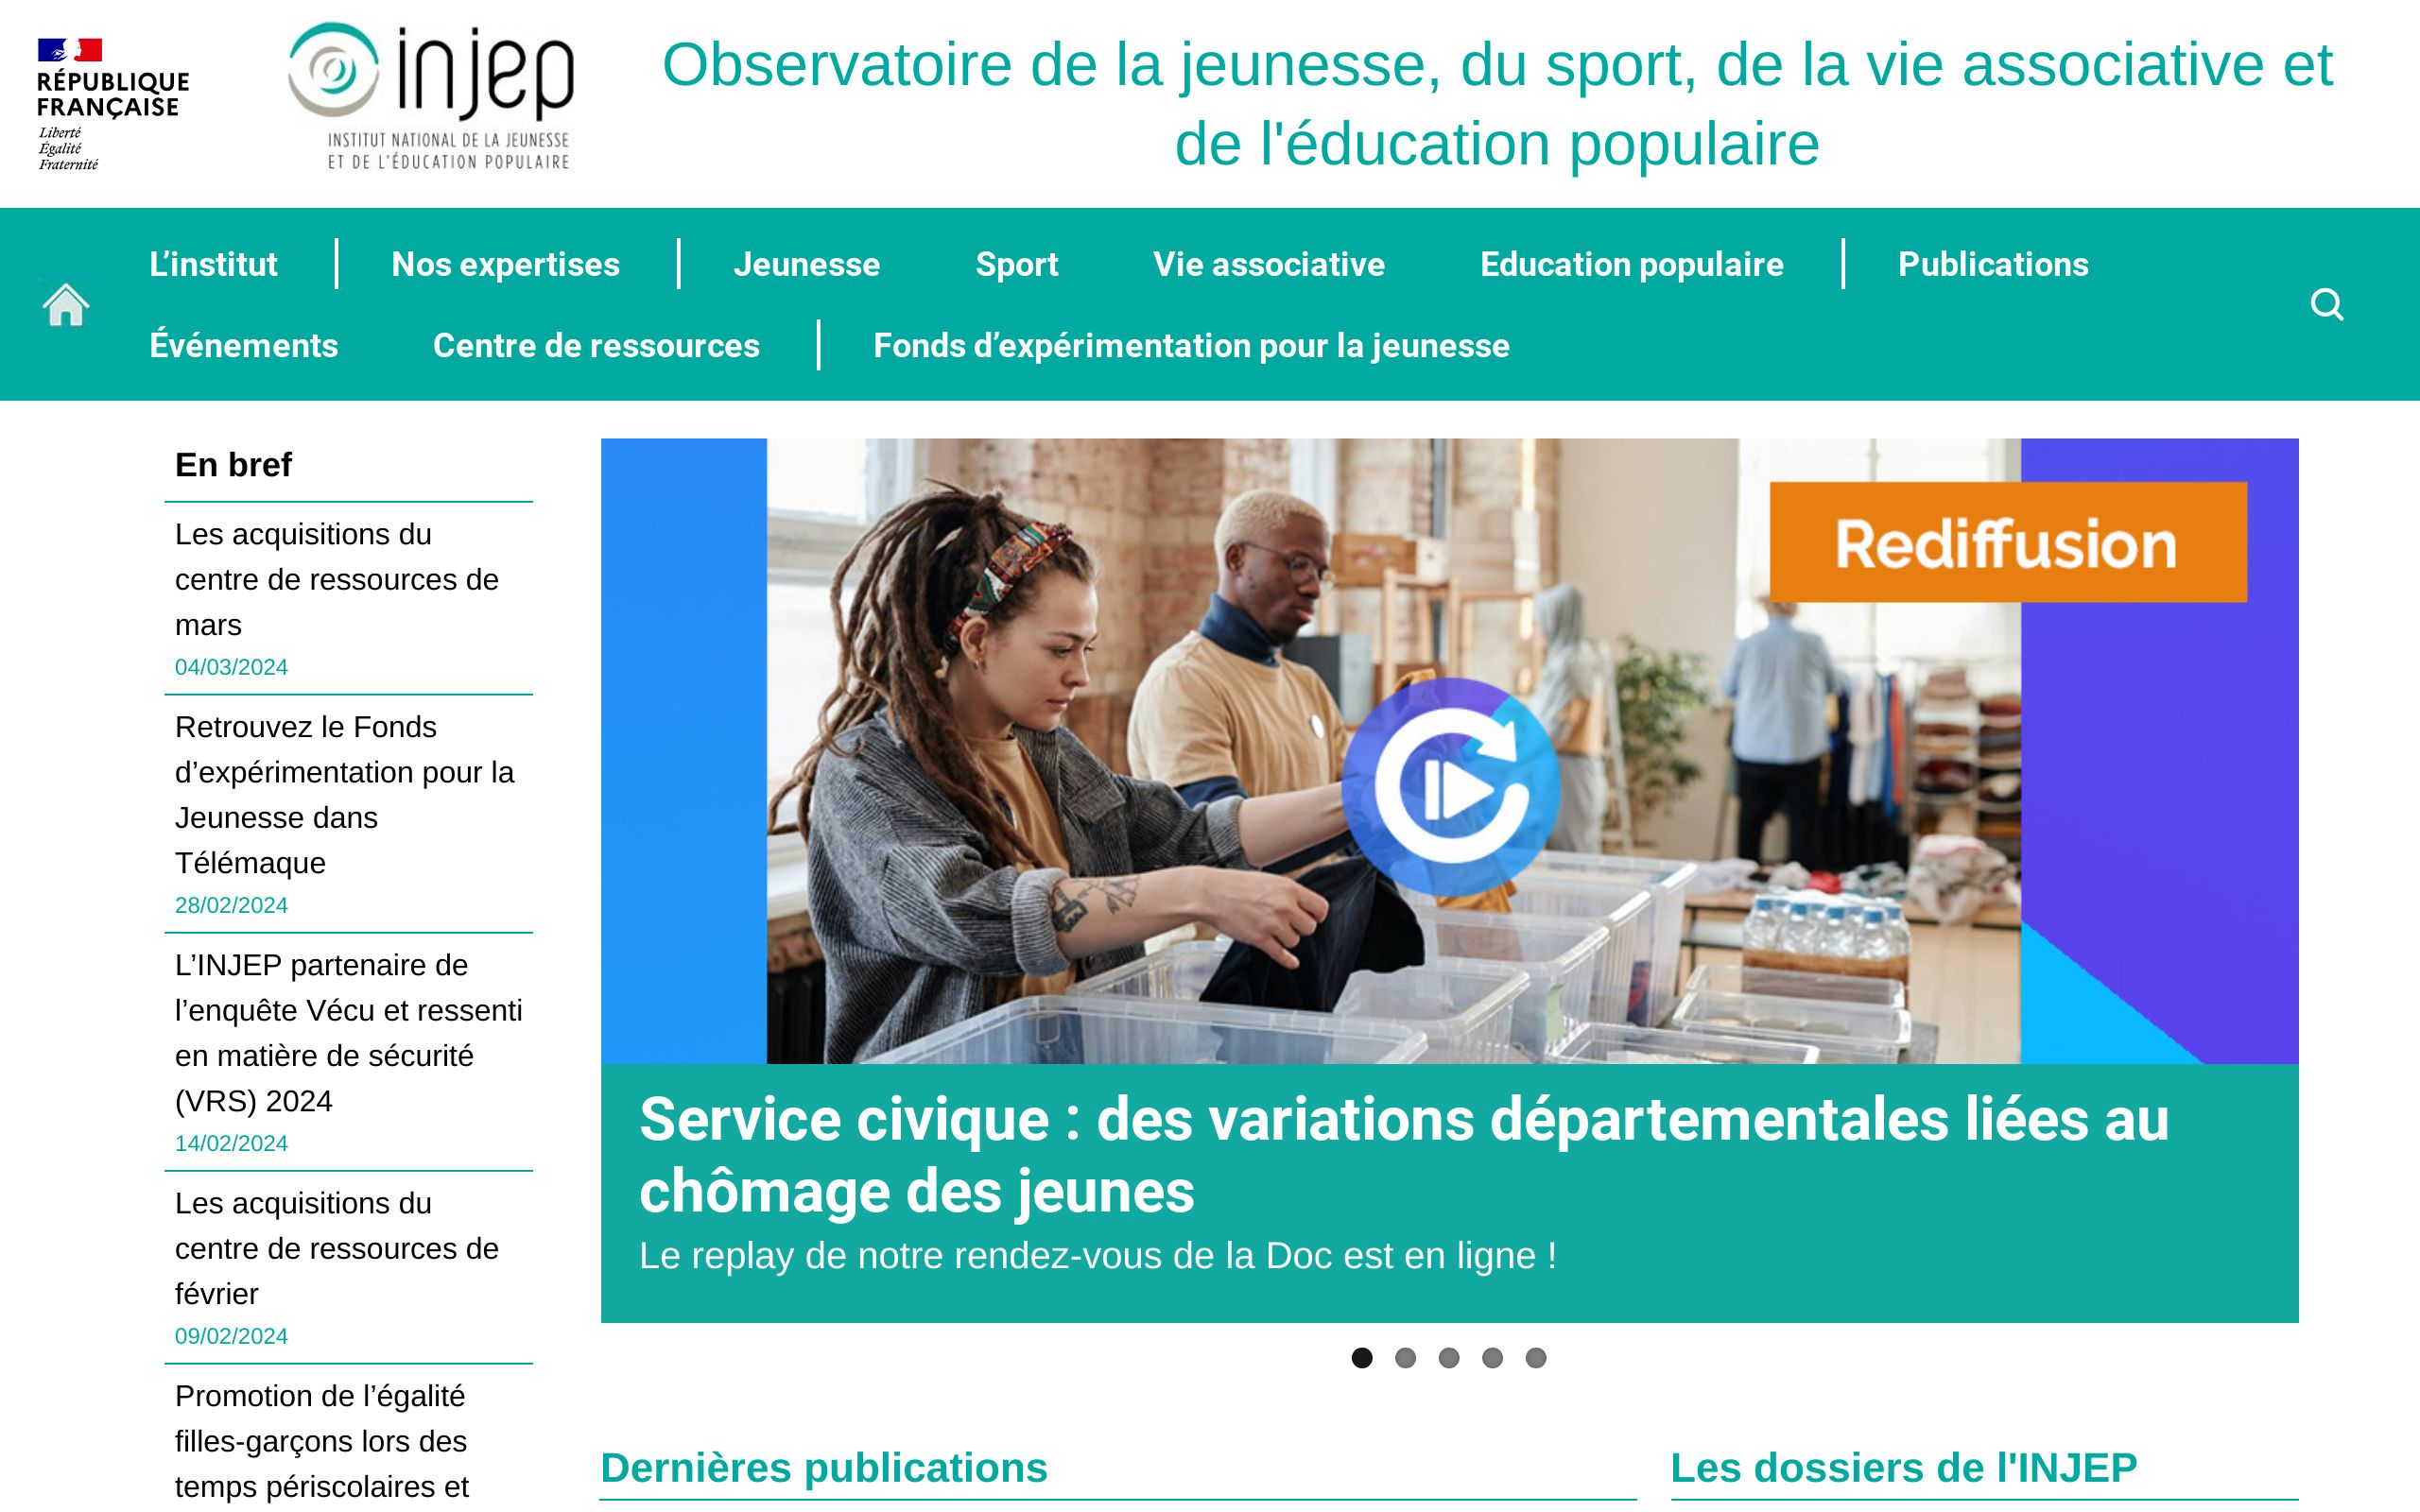 RÉPUBLIQUE
FRANÇAISE
Liberté
Égalité
Fraternité
injep
INSTITUT NATIONAL DE LA JEUNESSE
ET DE L'ÉDUCATION POPULAIRE
Observatoire de la jeunesse, du sport, de la vie associative et
de l'éducation populaire
L’institut
Nos expertises
Jeunesse
Sport
Vie associative
Education populaire
Publications
Événements
Centre de ressources
Fonds d’expérimentation pour la jeunesse
En bref
Les acquisitions du
centre de ressources de
mars
04/03/2024
Retrouvez le Fonds
d’expérimentation pour la
Jeunesse dans
Télémaque
28/02/2024
L’INJEP partenaire de
l’enquête Vécu et ressenti
en matière de sécurité
(VRS) 2024
14/02/2024
Les acquisitions du
centre de ressources de
février
09/02/2024
Promotion de l’égalité
filles-garçons lors des
temps périscolaires et
Rediffusion
Service civique : des variations départementales liées au
chômage des jeunes
Le replay de notre rendez-vous de la Doc est en ligne !
Dernières publications
Les dossiers de l'INJEP